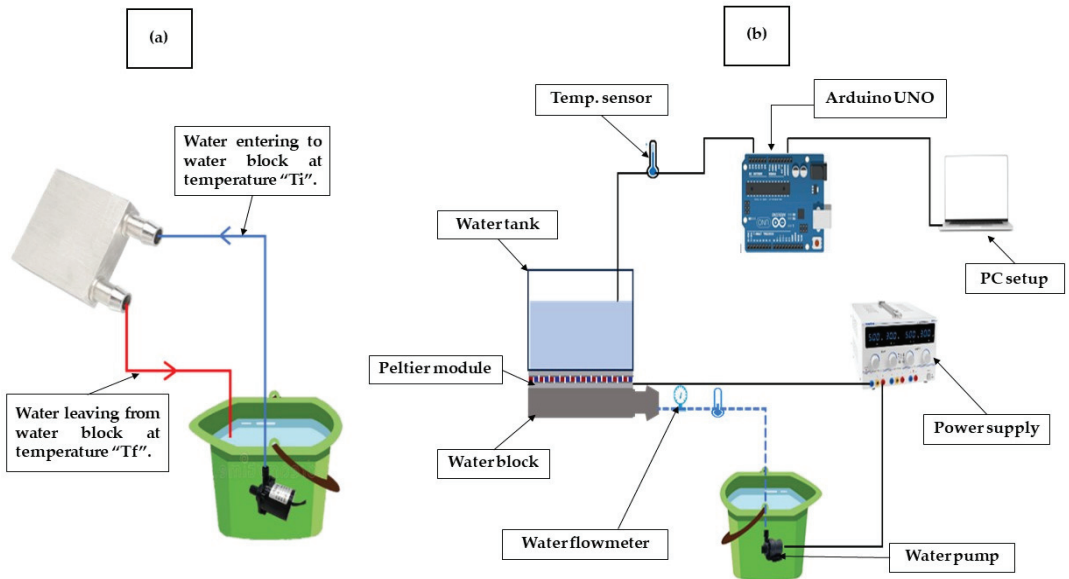 (a)
Water entering to
water block at
temperature “Ti”.
Water leaving from
water block at
temperature “Tf”.
(b)
Temp. sensor
Arduino UNO
Water tank
PC setup
Peltier module
Water block
Power supply
Water flowmeter
Water pump